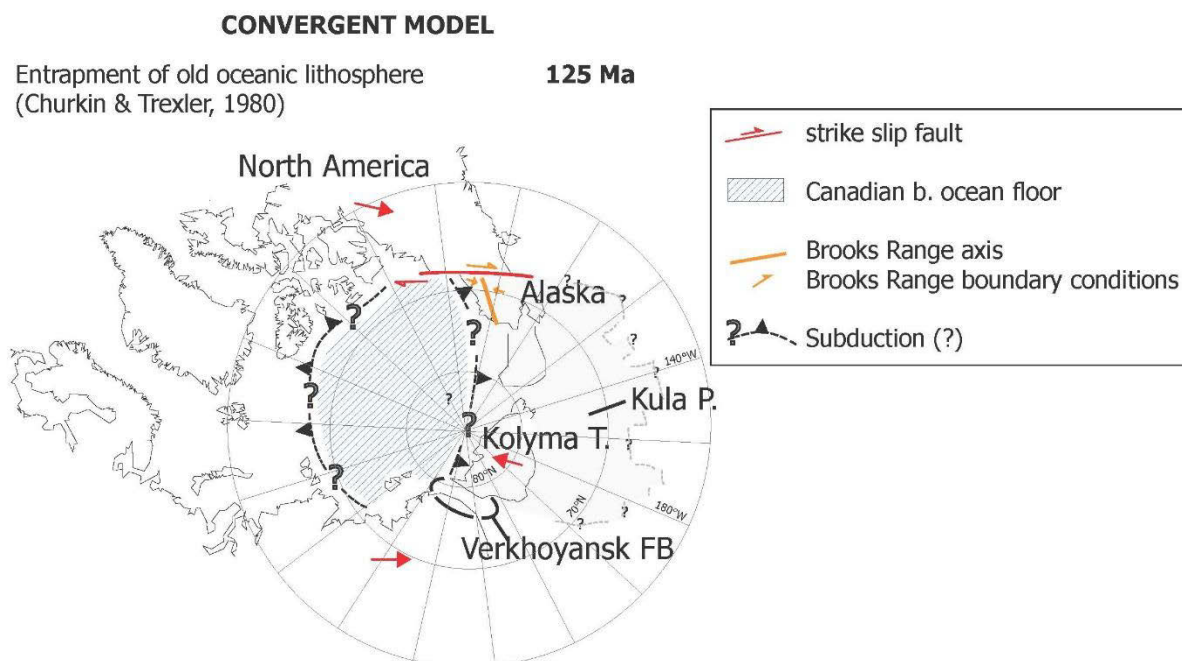 CONVERGENT MODEL
Entrapment of old oceanic lithosphere
(Churkin & Trexler, 1980)
125 Ma
strike slip fault
Canadian b. ocean floor
Brooks Range axis
Brooks Range boundary conditions
? Subduction (?)
North America
?
Alaska
?
?
?
?
?
140°W
?
?
?
Kula P.
?
?
Kolyma T.
?
80°N
70°N
180°W
?
?
Verkhoyansk FB